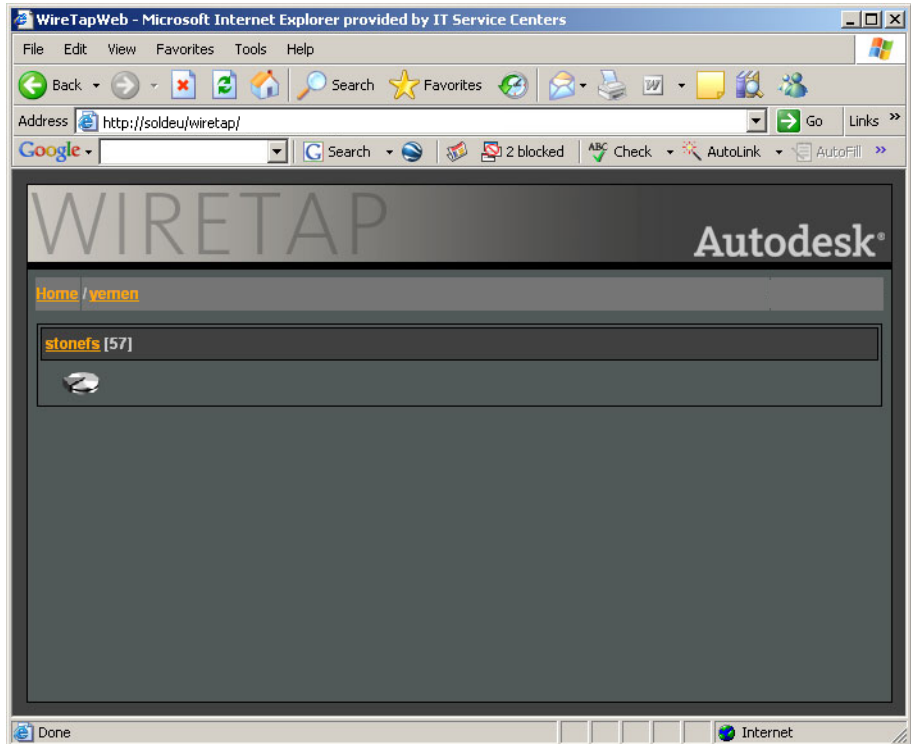 WireTapWeb - Microsoft Internet Explorer provided by IT Service Centers
File Edit View Favorites Tools Help
Back Search Favorites
Address http://soldeu/wiretap/ Go Links »
Google Search 2 blocked ABC Check AutoLink AutoFill »
WIRETAP Autodesk®
Home / yemen
stonefs [57]
Done Internet